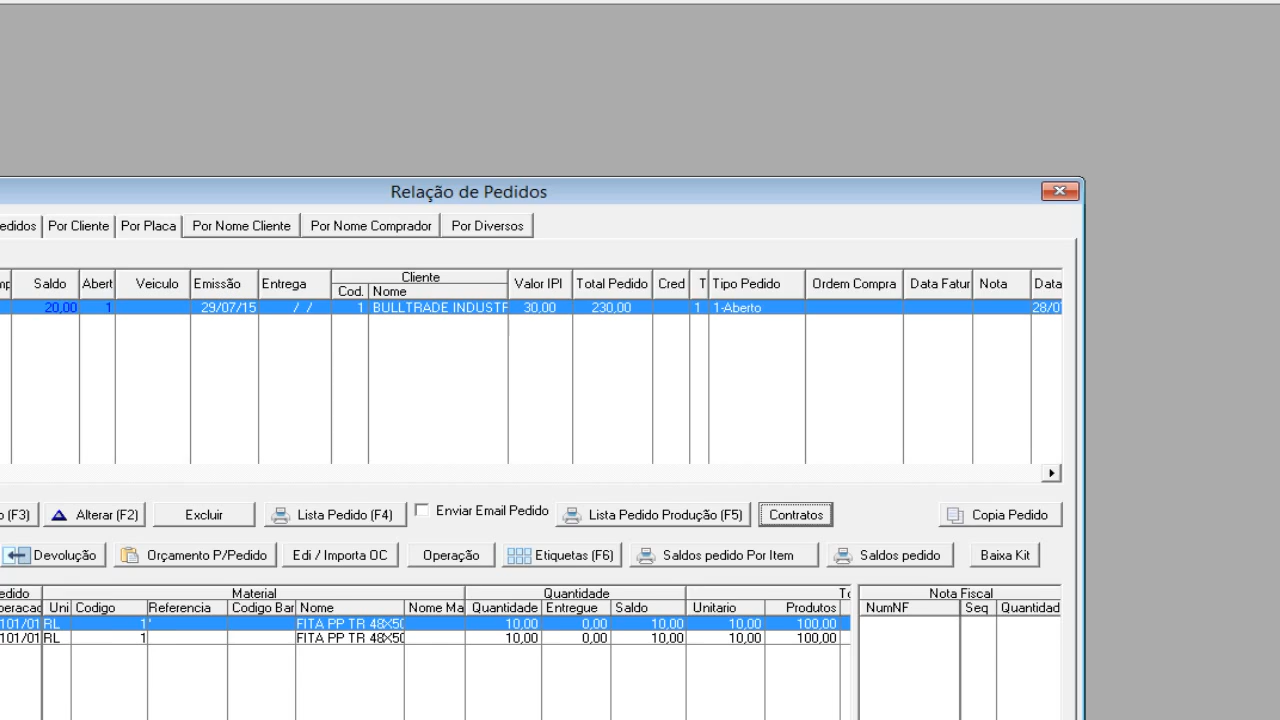 Relação de Pedidos
edidos Por Cliente Por Placa Por Nome Cliente Por Nome Comprador Por Diversos
Saldo Abert Veiculo Emissão Entrega Cliente Valor IPI Total Pedido Cred T Tipo Pedido Ordem Compra Data Fatur Nota Data
Cod. Nome
20,00 1 29/07/15 / / 1 BULLTRADE INDUSTR 30,00 230,00 1 1-Aberto 28/0
o (F3) Alterar (F2) Excluir Lista Pedido (F4) Enviar Email Pedido Lista Pedido Produção (F5) Contratos Copia Pedido
Devolução Orçamento P/Pedido Edi / Importa OC Operação Etiquetas (F6) Saldos pedido Por Item Saldos pedido Baixa Kit
edido Material Quantidade To Nota Fiscal
peracac Uni Codigo Referencia Codigo Bar Nome Nome Ma Quantidade Entregue Saldo Unitario Produtos NumNF Seq Quantidad
101/01 RL 1 ' FITA PP TR 48X50 10,00 0,00 10,00 10,00 100,00
101/01 RL 1 FITA PP TR 48X50 10,00 0,00 10,00 10,00 100,00